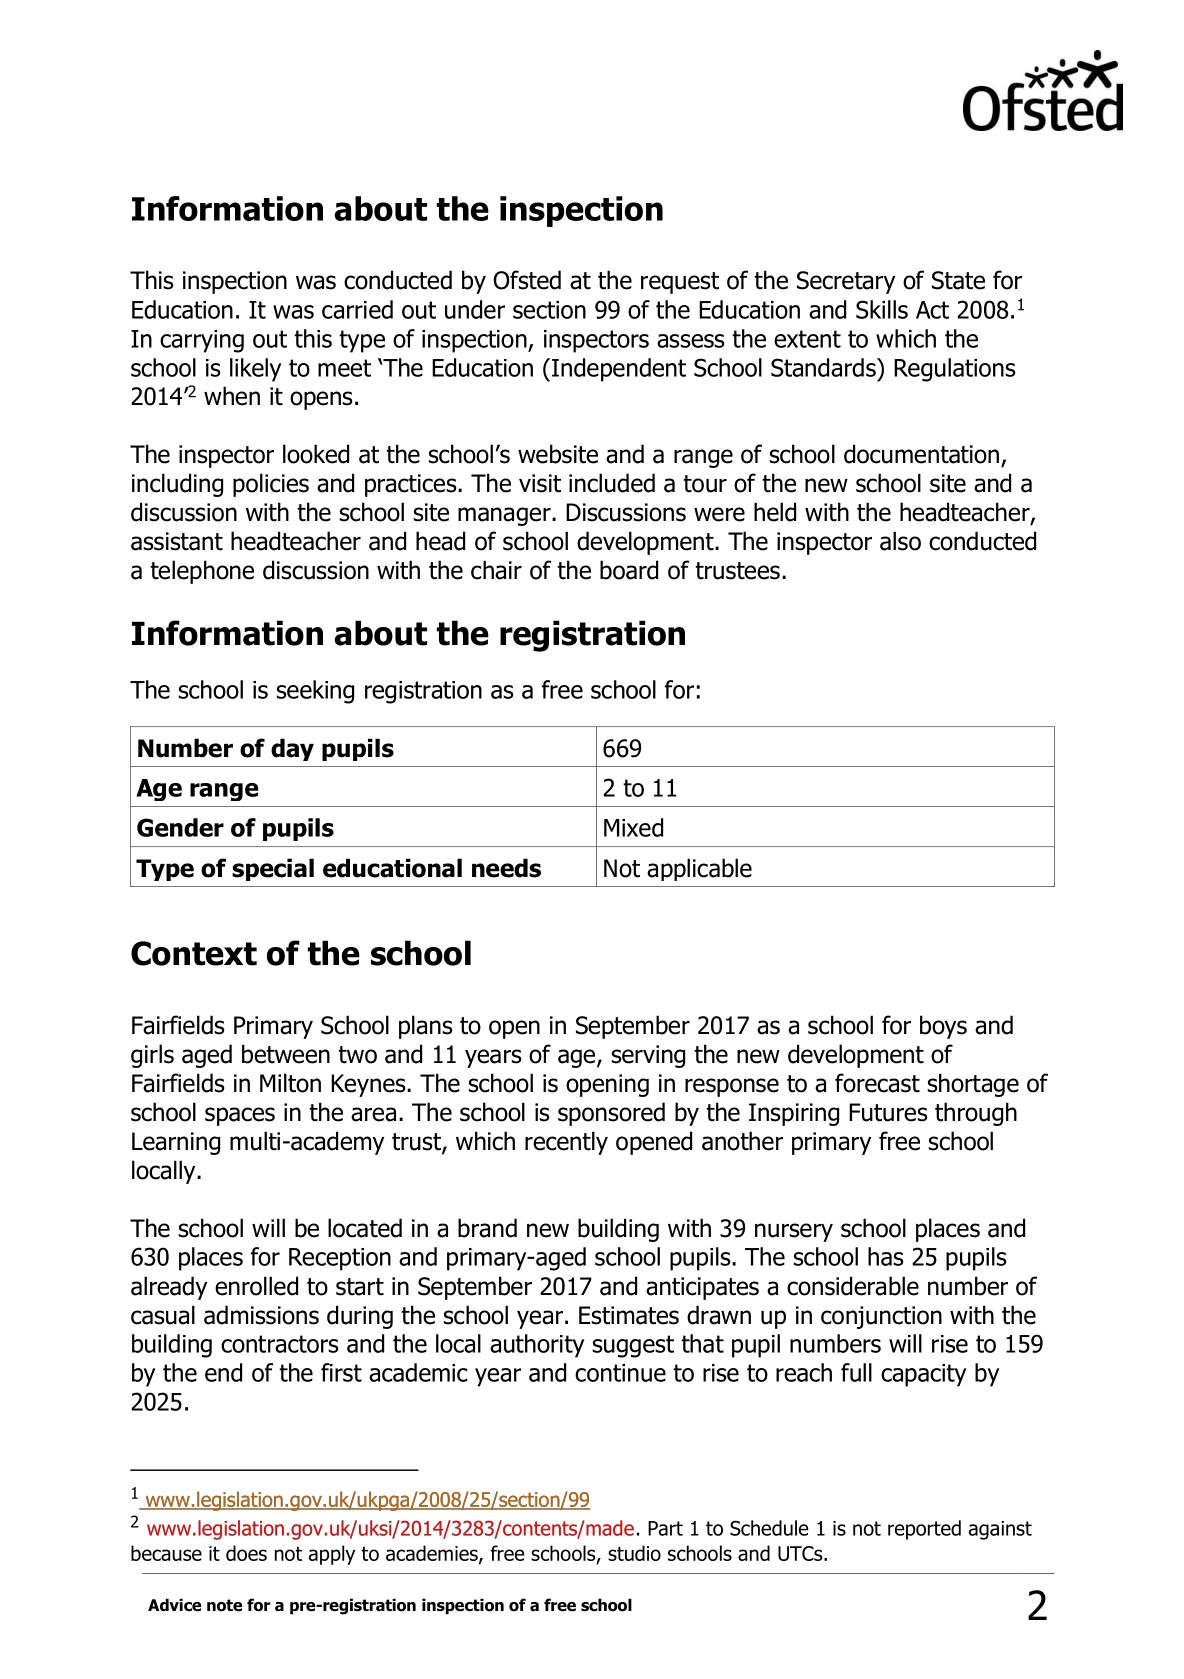 Ofsted
Information about the inspection
This inspection was conducted by Ofsted at the request of the Secretary of State for
Education. It was carried out under section 99 of the Education and Skills Act 2008.1
In carrying out this type of inspection, inspectors assess the extent to which the
school is likely to meet ‘The Education (Independent School Standards) Regulations
2014’2 when it opens.
The inspector looked at the school’s website and a range of school documentation,
including policies and practices. The visit included a tour of the new school site and a
discussion with the school site manager. Discussions were held with the headteacher,
assistant headteacher and head of school development. The inspector also conducted
a telephone discussion with the chair of the board of trustees.
Information about the registration
The school is seeking registration as a free school for:
Number of day pupils 669
Age range 2 to 11
Gender of pupils Mixed
Type of special educational needs Not applicable
Context of the school
Fairfields Primary School plans to open in September 2017 as a school for boys and
girls aged between two and 11 years of age, serving the new development of
Fairfields in Milton Keynes. The school is opening in response to a forecast shortage of
school spaces in the area. The school is sponsored by the Inspiring Futures through
Learning multi-academy trust, which recently opened another primary free school
locally.
The school will be located in a brand new building with 39 nursery school places and
630 places for Reception and primary-aged school pupils. The school has 25 pupils
already enrolled to start in September 2017 and anticipates a considerable number of
casual admissions during the school year. Estimates drawn up in conjunction with the
building contractors and the local authority suggest that pupil numbers will rise to 159
by the end of the first academic year and continue to rise to reach full capacity by
2025.
1 www.legislation.gov.uk/ukpga/2008/25/section/99
2 www.legislation.gov.uk/uksi/2014/3283/contents/made. Part 1 to Schedule 1 is not reported against
because it does not apply to academies, free schools, studio schools and UTCs.
Advice note for a pre-registration inspection of a free school 2